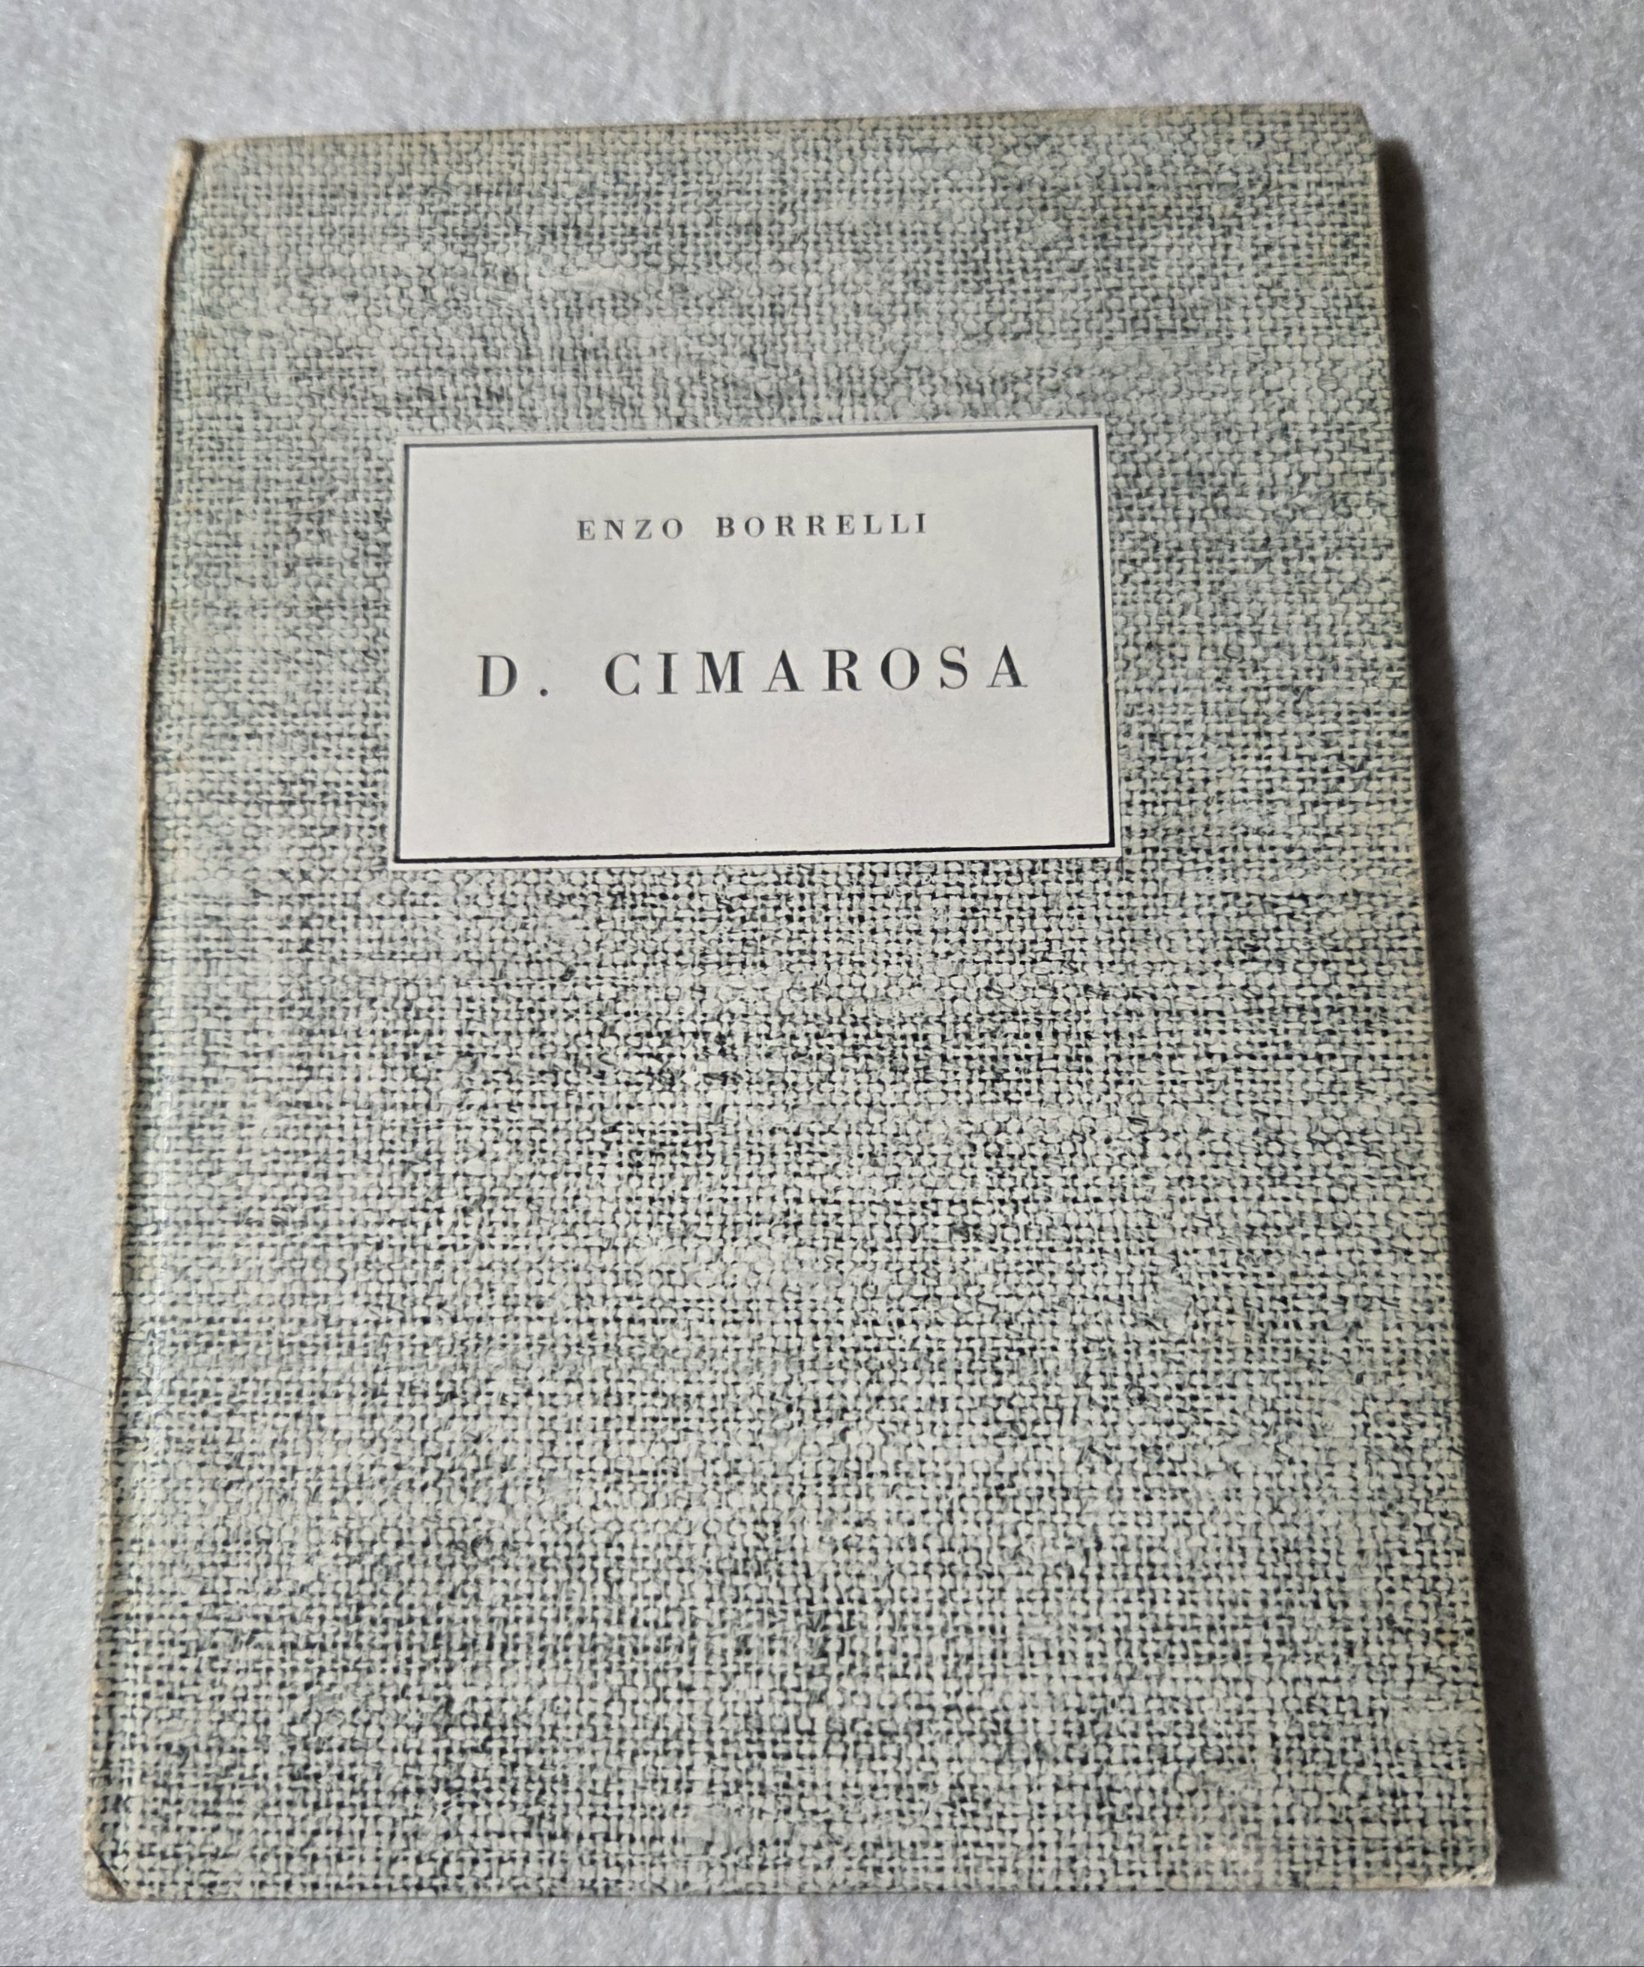 ENZO BORRELLI
D. CIMAROSA